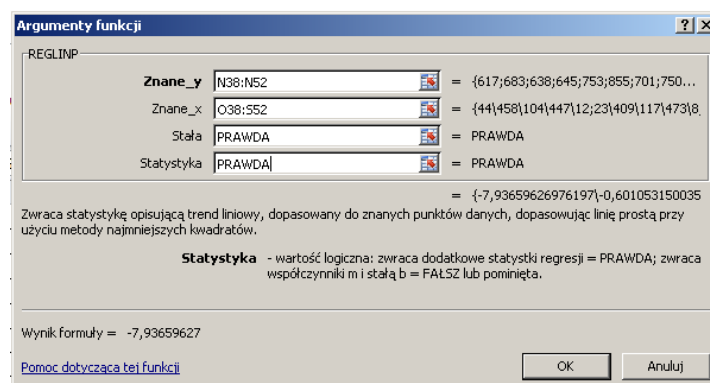 Argumenty funkcji
REGLINP
Znane_y N38:N52 = {617;683;638;645;753;855;701;750...
Znane_x O38:S52 = {44\458\104\447\12;23\409\117\473\8,
Stała PRAWDA = PRAWDA
Statystyka PRAWDA = PRAWDA
= {-7,93659626976197\-0,601053150035
Zwraca statystykę opisującą trend liniowy, dopasowany do znanych punktów danych, dopasowując linię prostą przy
użyciu metody najmniejszych kwadratów.
Statystyka - wartość logiczna: zwraca dodatkowe statystki regresji = PRAWDA; zwraca
współczynniki m i stałą b = FAŁSZ lub pominięta.
Wynik formuły = -7,93659627
Pomoc dotycząca tej funkcji
OK Anuluj